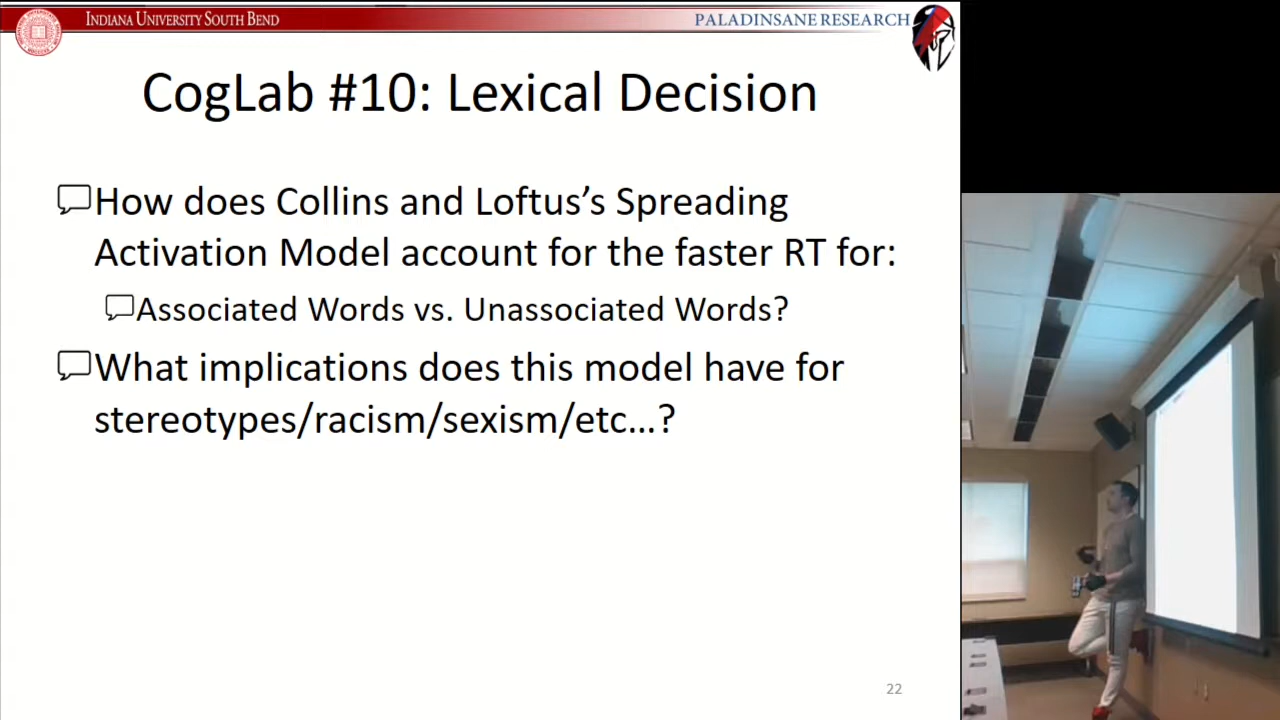 INDIANA UNIVERSITY SOUTH BEND
PALADINSANE RESEARCH
CogLab #10: Lexical Decision
How does Collins and Loftus’s Spreading
Activation Model account for the faster RT for:
Associated Words vs. Unassociated Words?
What implications does this model have for
stereotypes/racism/sexism/etc…?
22